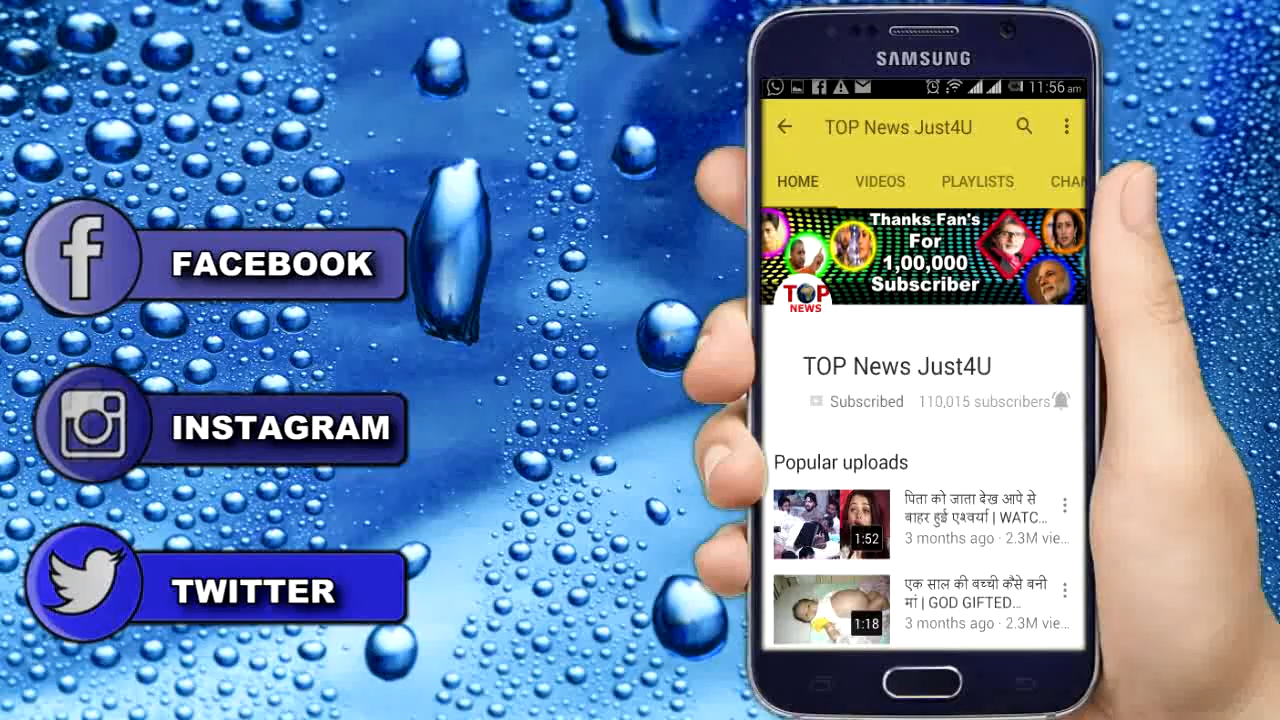 FACEBOOK
INSTAGRAM
TWITTER
SAMSUNG
11:56 am
TOP News Just4U
HOME VIDEOS PLAYLISTS CHAN
Thanks Fan's
For
1,00,000
Subscriber
TOP
NEWS
TOP News Just4U
Subscribed 110,015 subscribers
Popular uploads
पिता को जाता देख आपे से
बाहर हुई एश्वर्या | WATC...
3 months ago · 2.3M vie...
1:52
एक साल की बच्ची कैसे बनी
मां | GOD GIFTED...
3 months ago · 2.3M vie...
1:18